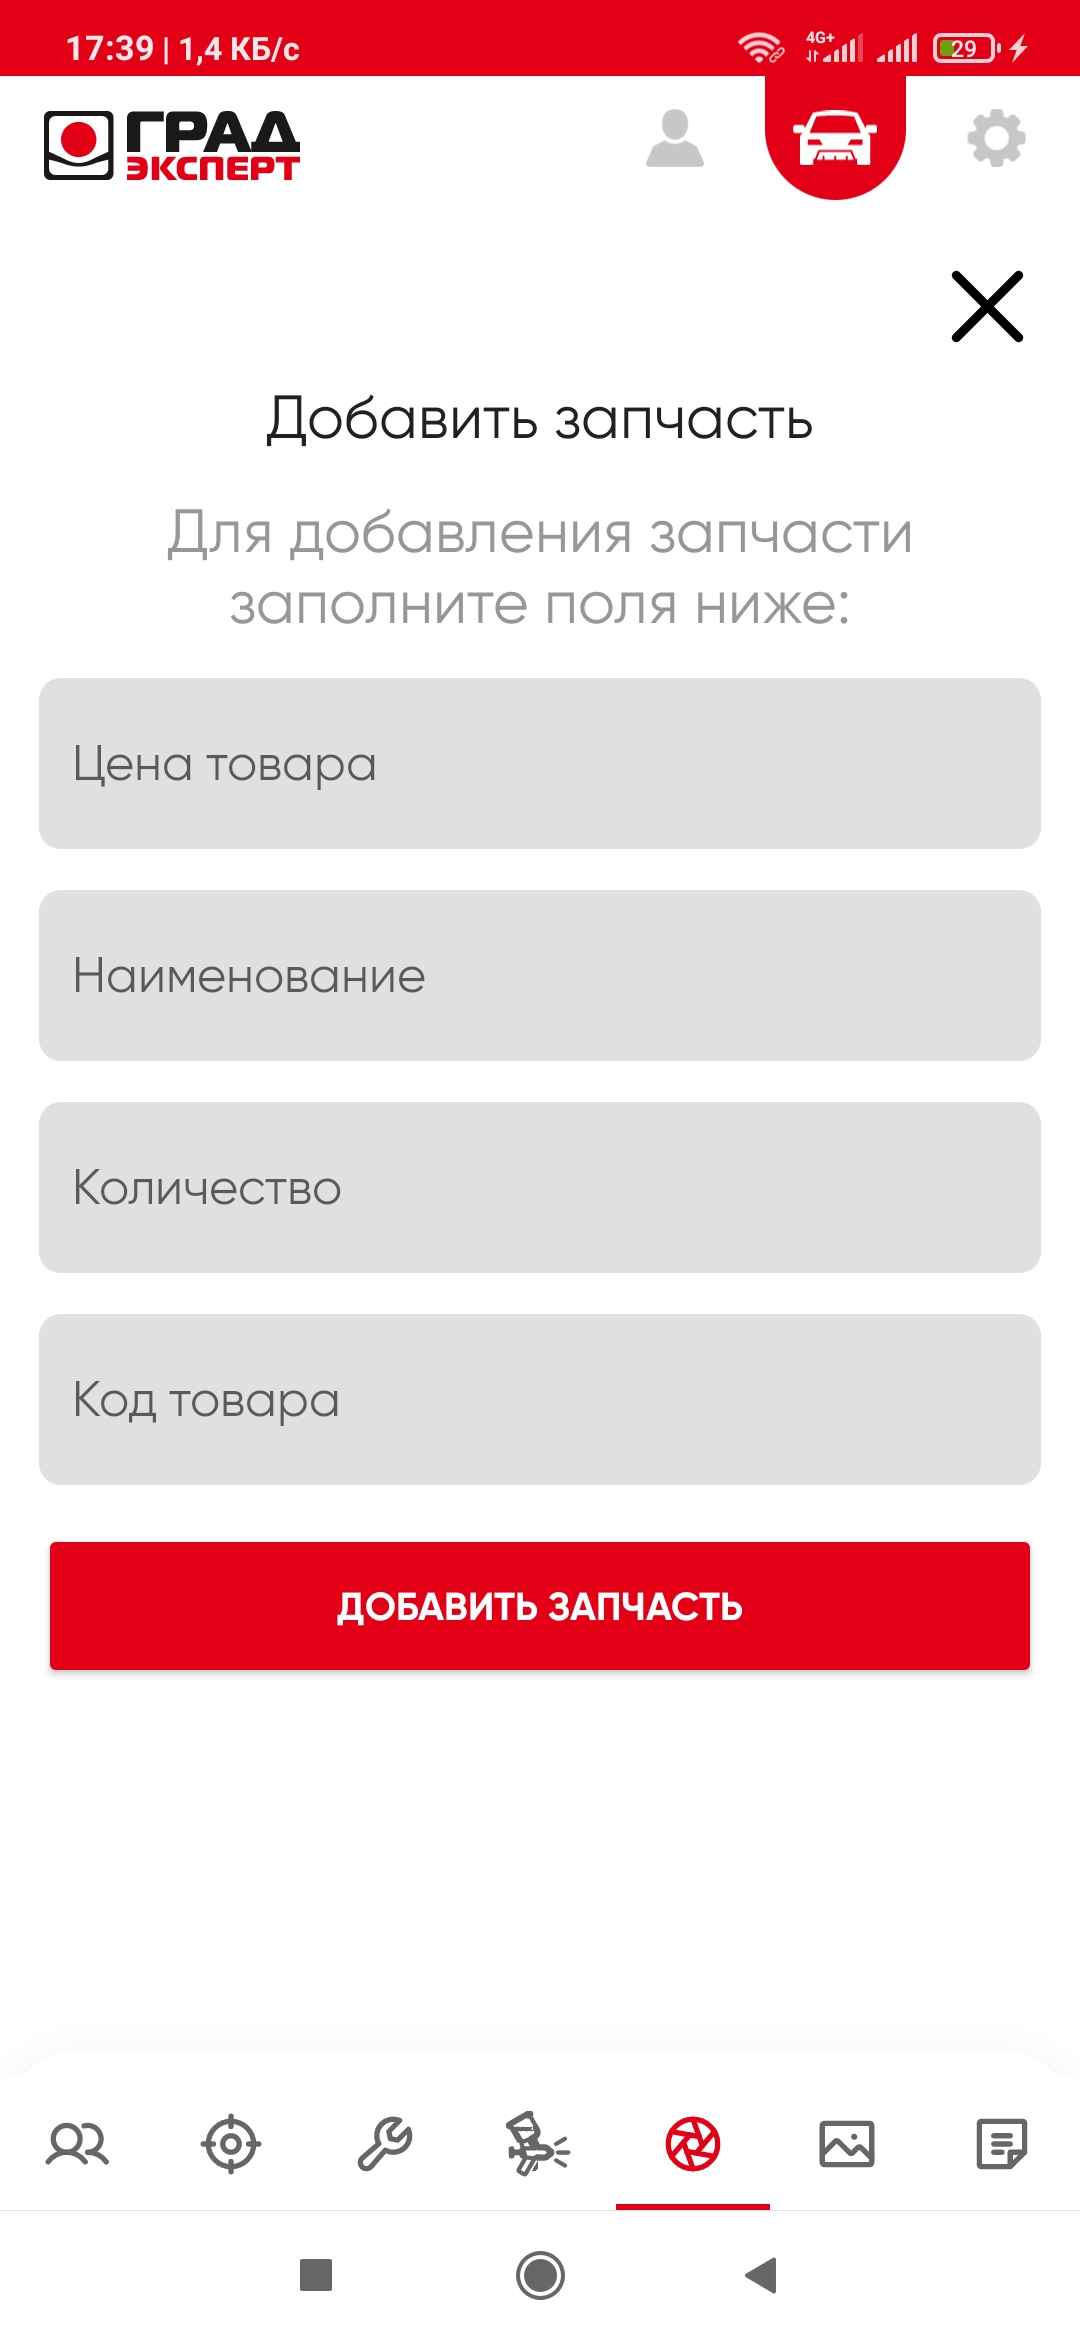 17:39 | 1,4 КБ/с
4G+
29
ГРАД
ЭКСПЕРТ
Добавить запчасть
Для добавления запчасти
заполните поля ниже:
Цена товара
Наименование
Количество
Код товара
ДОБАВИТЬ ЗАПЧАСТЬ